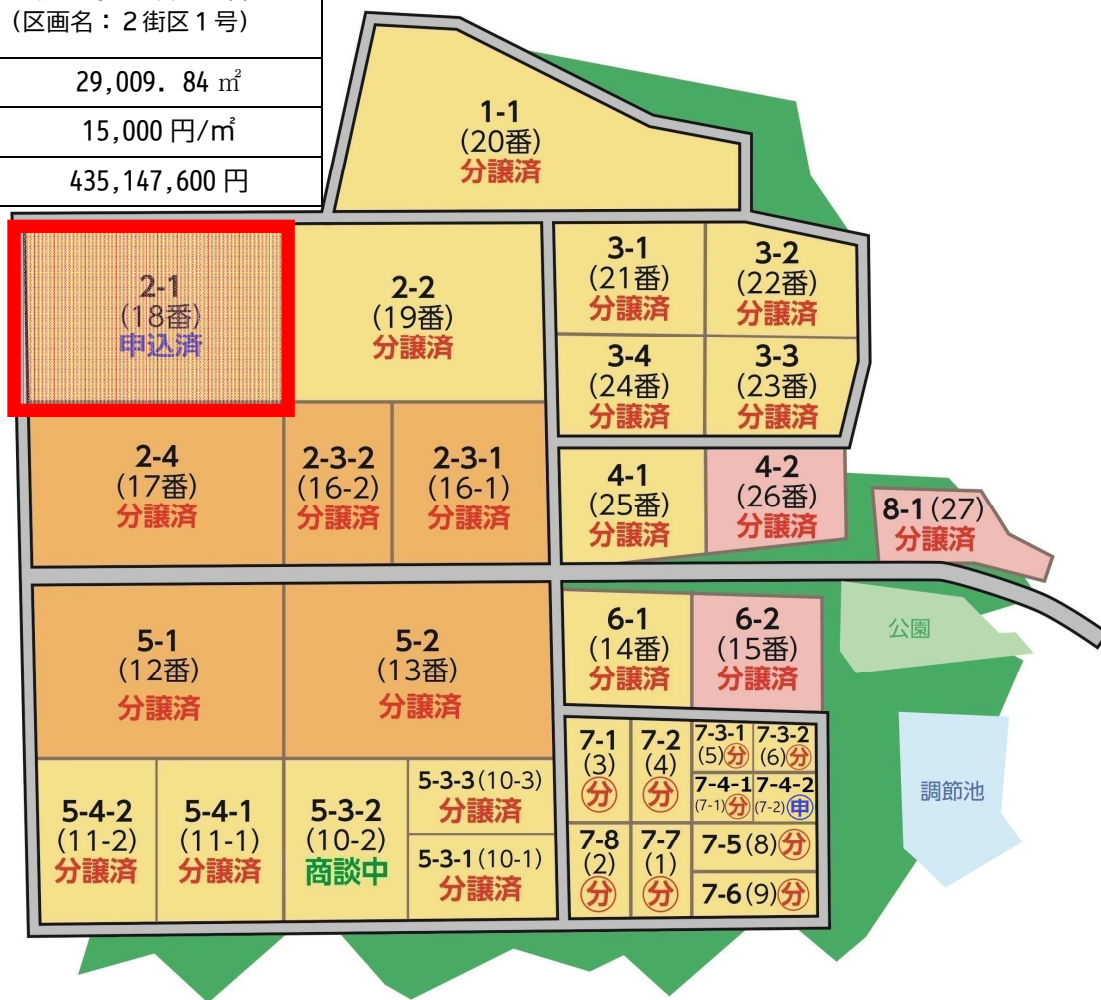 （区画名：２街区１号）
29,009．84 ㎡
15,000 円/㎡
435,147,600 円
1-1
(20番)
分譲済
2-1
(18番)
申込済
2-2
(19番)
分譲済
3-1
(21番)
分譲済
3-2
(22番)
分譲済
3-4
(24番)
分譲済
3-3
(23番)
分譲済
2-4
(17番)
分譲済
2-3-2
(16-2)
分譲済
2-3-1
(16-1)
分譲済
4-1
(25番)
分譲済
4-2
(26番)
分譲済
8-1(27)
分譲済
5-1
(12番)
分譲済
5-2
(13番)
分譲済
6-1
(14番)
分譲済
6-2
(15番)
分譲済
公園
5-4-2
(11-2)
分譲済
5-4-1
(11-1)
分譲済
5-3-2
(10-2)
商談中
5-3-3(10-3)
分譲済
5-3-1(10-1)
分譲済
7-1
(3)
分
7-2
(4)
分
7-3-1
(5)分
7-3-2
(6)分
7-4-1
(7-1)分
7-4-2
(7-2)申
7-8
(2)
分
7-7
(1)
分
7-5(8)分
7-6(9)分
調節池